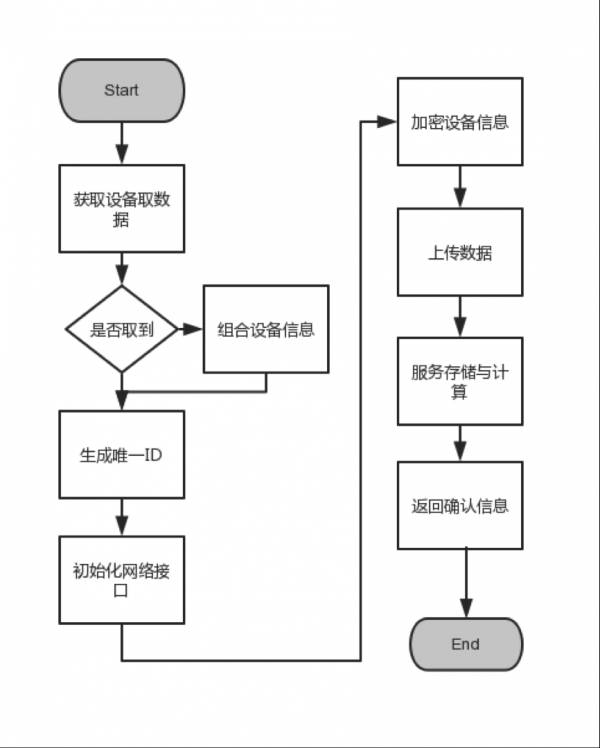 Start
获取设备取数
据
是否取到
组合设备信息
生成唯一ID
初始化网络接
口
加密设备信息
上传数据
服务存储与计
算
返回确认信息
End